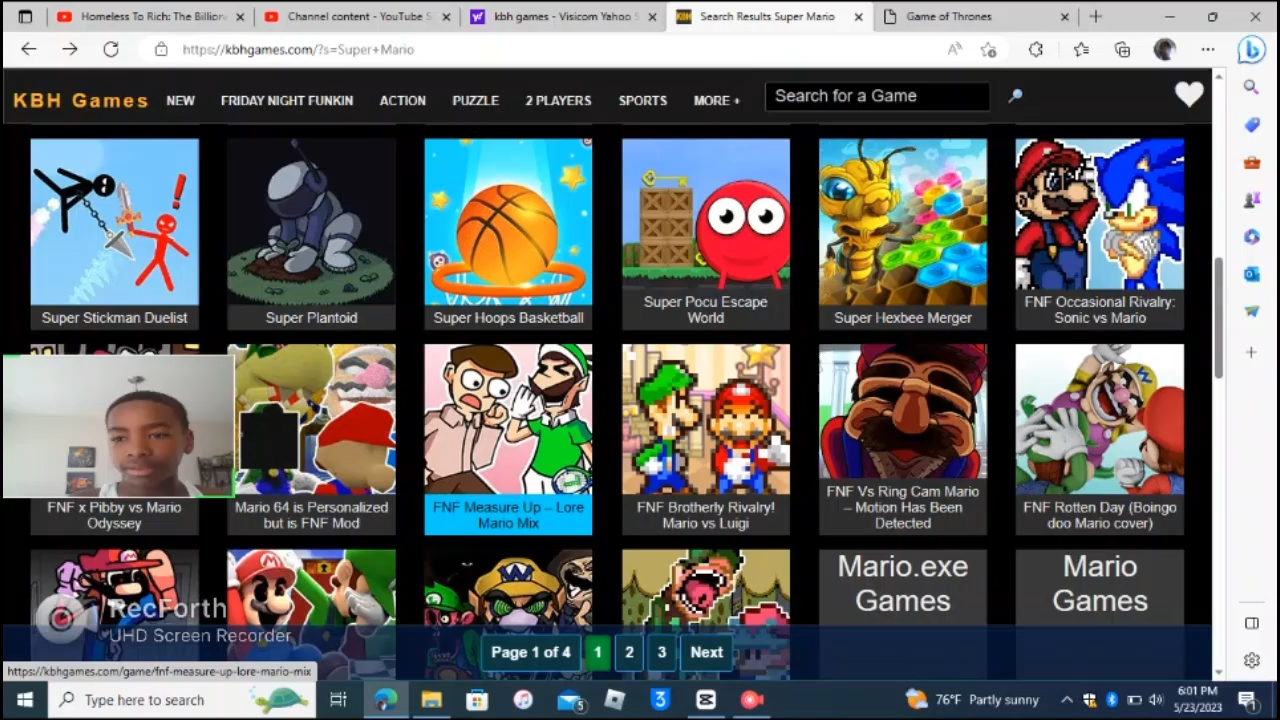 Homeless To Rich: The Billion
Channel content - YouTube S
kbh games - Visicom Yahoo S
Search Results Super Mario
Game of Thrones
https://kbhgames.com/?s=Super+Mario
KBH Games
NEW
FRIDAY NIGHT FUNKIN
ACTION
PUZZLE
2 PLAYERS
SPORTS
MORE +
Search for a Game
Super Stickman Duelist
Super Plantoid
Super Hoops Basketball
Super Pocu Escape
World
Super Hexbee Merger
FNF Occasional Rivalry:
Sonic vs Mario
FNF x Pibby vs Mario
Odyssey
Mario 64 is Personalized
but is FNF Mod
FNF Measure Up – Lore
Mario Mix
FNF Brotherly Rivalry!
Mario vs Luigi
FNF Vs Ring Cam Mario
– Motion Has Been
Detected
FNF Rotten Day (Boingo
doo Mario cover)
Mario.exe
Games
Mario
Games
RecForth
UHD Screen Recorder
Page 1 of 4
1
2
3
Next
https://kbhgames.com/game/fnf-measure-up-lore-mario-mix
Type here to search
5
3
76°F Partly sunny
6:01 PM
5/23/2023
1